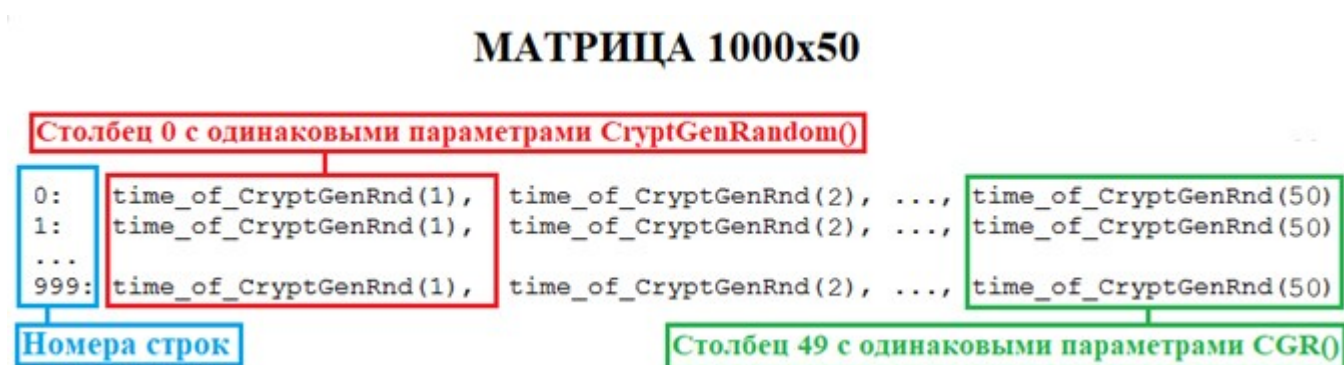 МАТРИЦА 1000x50
Столбец 0 с одинаковыми параметрами CryptGenRandom()
0: time_of_CryptGenRnd(1), time_of_CryptGenRnd(2), ..., time_of_CryptGenRnd(50)
1: time_of_CryptGenRnd(1), time_of_CryptGenRnd(2), ..., time_of_CryptGenRnd(50)
...
999: time_of_CryptGenRnd(1), time_of_CryptGenRnd(2), ..., time_of_CryptGenRnd(50)
Номера строк
Столбец 49 с одинаковыми параметрами CGR()